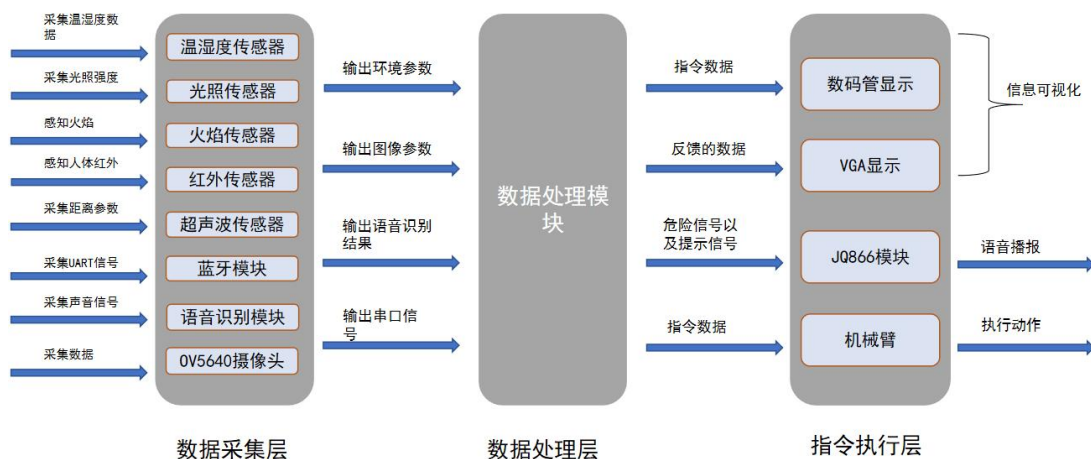 采集温湿度数
据
采集光照强度
感知火焰
感知人体红外
采集距离参数
采集UART信号
采集声音信号
采集数据
温湿度传感器
光照传感器
火焰传感器
红外传感器
超声波传感器
蓝牙模块
语音识别模块
OV5640摄像头
数据采集层
输出环境参数
输出图像参数
输出语音识别
结果
输出串口信
号
数据处理模
块
数据处理层
指令数据
反馈的数据
危险信号以
及提示信号
指令数据
数码管显示
VGA显示
JQ866模块
机械臂
指令执行层
信息可视化
语音播报
执行动作